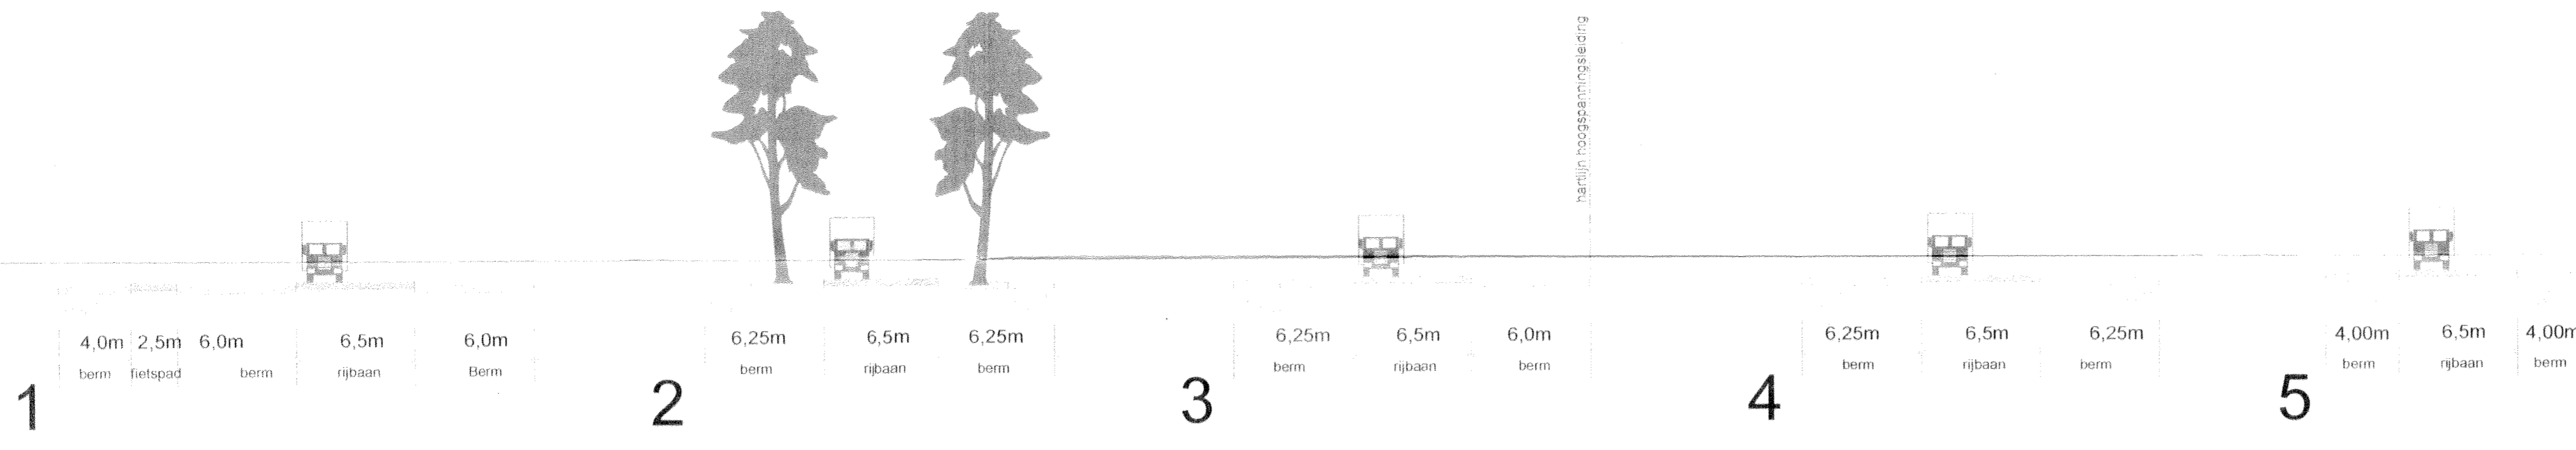 hartlijn hoogspanningsleiding
4,0m 2,5m 6,0m 6,5m 6,0m
berm fietspad berm rijbaan Berm
1
6,25m 6,5m 6,25m
berm rijbaan berm
2
6,25m 6,5m 6,0m
berm rijbaan berm
3
6,25m 6,5m 6,25m
berm rijbaan berm
4
4,00m 6,5m 4,00m
berm rijbaan berm
5